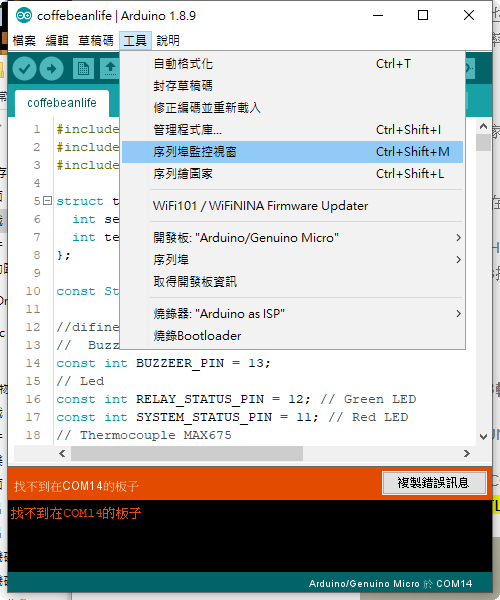 coffebeanlife | Arduino 1.8.9
檔案 編輯 草稿碼 工具 說明
自動格式化 Ctrl+T
封存草稿碼
修正編碼並重新載入
管理程式庫... Ctrl+Shift+I
序列埠監控視窗 Ctrl+Shift+M
序列繪圖家 Ctrl+Shift+L
WiFi101 / WiFiNINA Firmware Updater
開發板: "Arduino/Genuino Micro"
序列埠
取得開發板資訊
燒錄器: "Arduino as ISP"
燒錄Bootloader
coffebeanlife
1 #include
2 #include
3 #include
4
5 struct t
6 int se
7 int te
8 };
9
10 const St
11
12 //difine
13 // Buzz
14 const int BUZZEER_PIN = 13;
15 // Led
16 const int RELAY_STATUS_PIN = 12; // Green LED
17 const int SYSTEM_STATUS_PIN = 11; // Red LED
18 // Thermocouple MAX675
找不到在COM14的板子 複製錯誤訊息
找不到在COM14的板子
Arduino/Genuino Micro 於 COM14